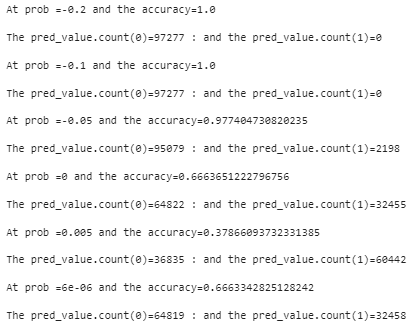 At prob =-0.2 and the accuracy=1.0
The pred_value.count(0)=97277 : and the pred_value.count(1)=0
At prob =-0.1 and the accuracy=1.0
The pred_value.count(0)=97277 : and the pred_value.count(1)=0
At prob =-0.05 and the accuracy=0.977404730820235
The pred_value.count(0)=95079 : and the pred_value.count(1)=2198
At prob =0 and the accuracy=0.6663651222796756
The pred_value.count(0)=64822 : and the pred_value.count(1)=32455
At prob =0.005 and the accuracy=0.37866093732331385
The pred_value.count(0)=36835 : and the pred_value.count(1)=60442
At prob =6e-06 and the accuracy=0.6663342825128242
The pred_value.count(0)=64819 : and the pred_value.count(1)=32458